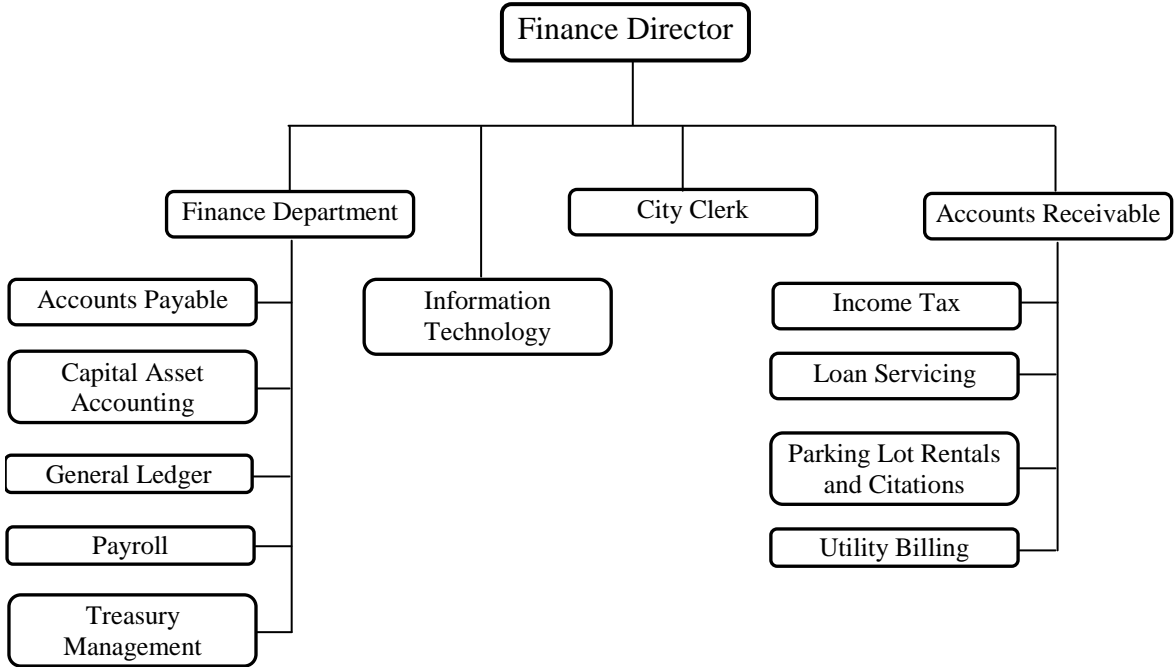 Finance Director
Finance Department
City Clerk
Accounts Receivable
Accounts Payable
Information
Technology
Income Tax
Capital Asset
Accounting
Loan Servicing
General Ledger
Parking Lot Rentals
and Citations
Payroll
Utility Billing
Treasury
Management